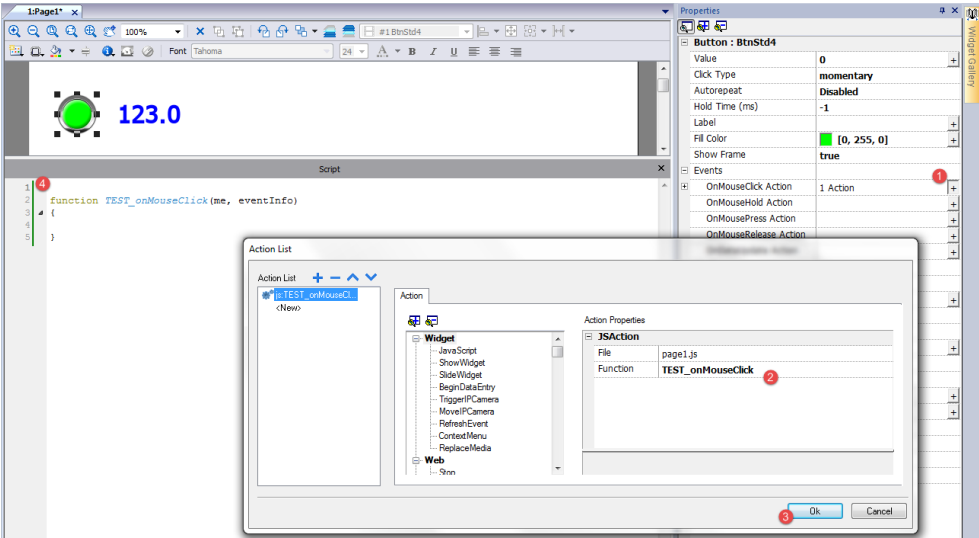 1:Page1* x
100%
#1 BtnStd4
Font Tahoma
24
A B I U
123.0
Script
4
1
2 function TEST_onMouseClick(me, eventInfo)
3 {
4
5 }
Properties
Button : BtnStd4
Value 0 +
Click Type momentary
Autorepeat Disabled
Hold Time (ms) -1
Label +
Fill Color [0, 255, 0] +
Show Frame true
Events
1
OnMouseClick Action 1 Action +
OnMouseHold Action +
OnMousePress Action +
OnMouseRelease Action +
Widget Gallery
Action List
Action List
js:TEST_onMouseCl...
<New>
Action
Widget
JavaScript
ShowWidget
SlideWidget
BeginDataEntry
TriggerIPCamera
MoveIPCamera
RefreshEvent
ContextMenu
ReplaceMedia
Web
Stop
Action Properties
JSAction
File page1.js
Function TEST_onMouseClick
2
3
Ok
Cancel